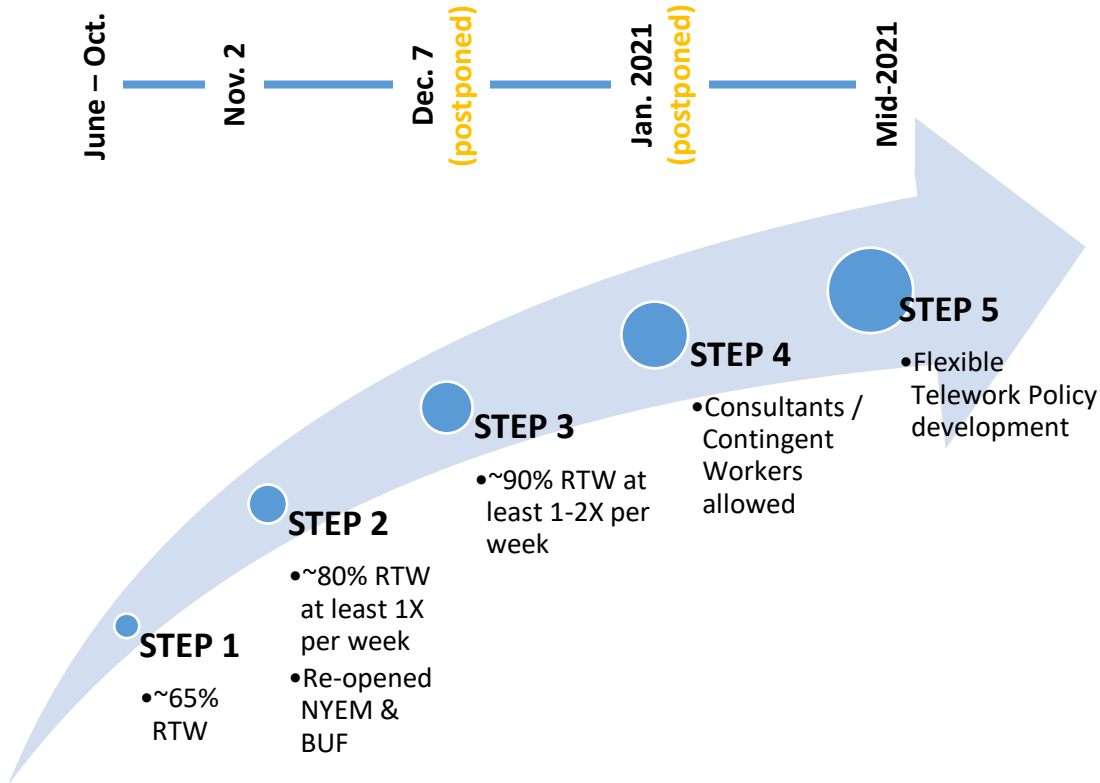 June – Oct.
Nov. 2
Dec. 7
(postponed)
Jan. 2021
(postponed)
Mid-2021
STEP 1
•~65%
RTW
STEP 2
•~80% RTW
at least 1X
per week
•Re-opened
NYEM &
BUF
STEP 3
•~90% RTW at
least 1-2X per
week
STEP 4
•Consultants /
Contingent
Workers
allowed
STEP 5
•Flexible
Telework Policy
development